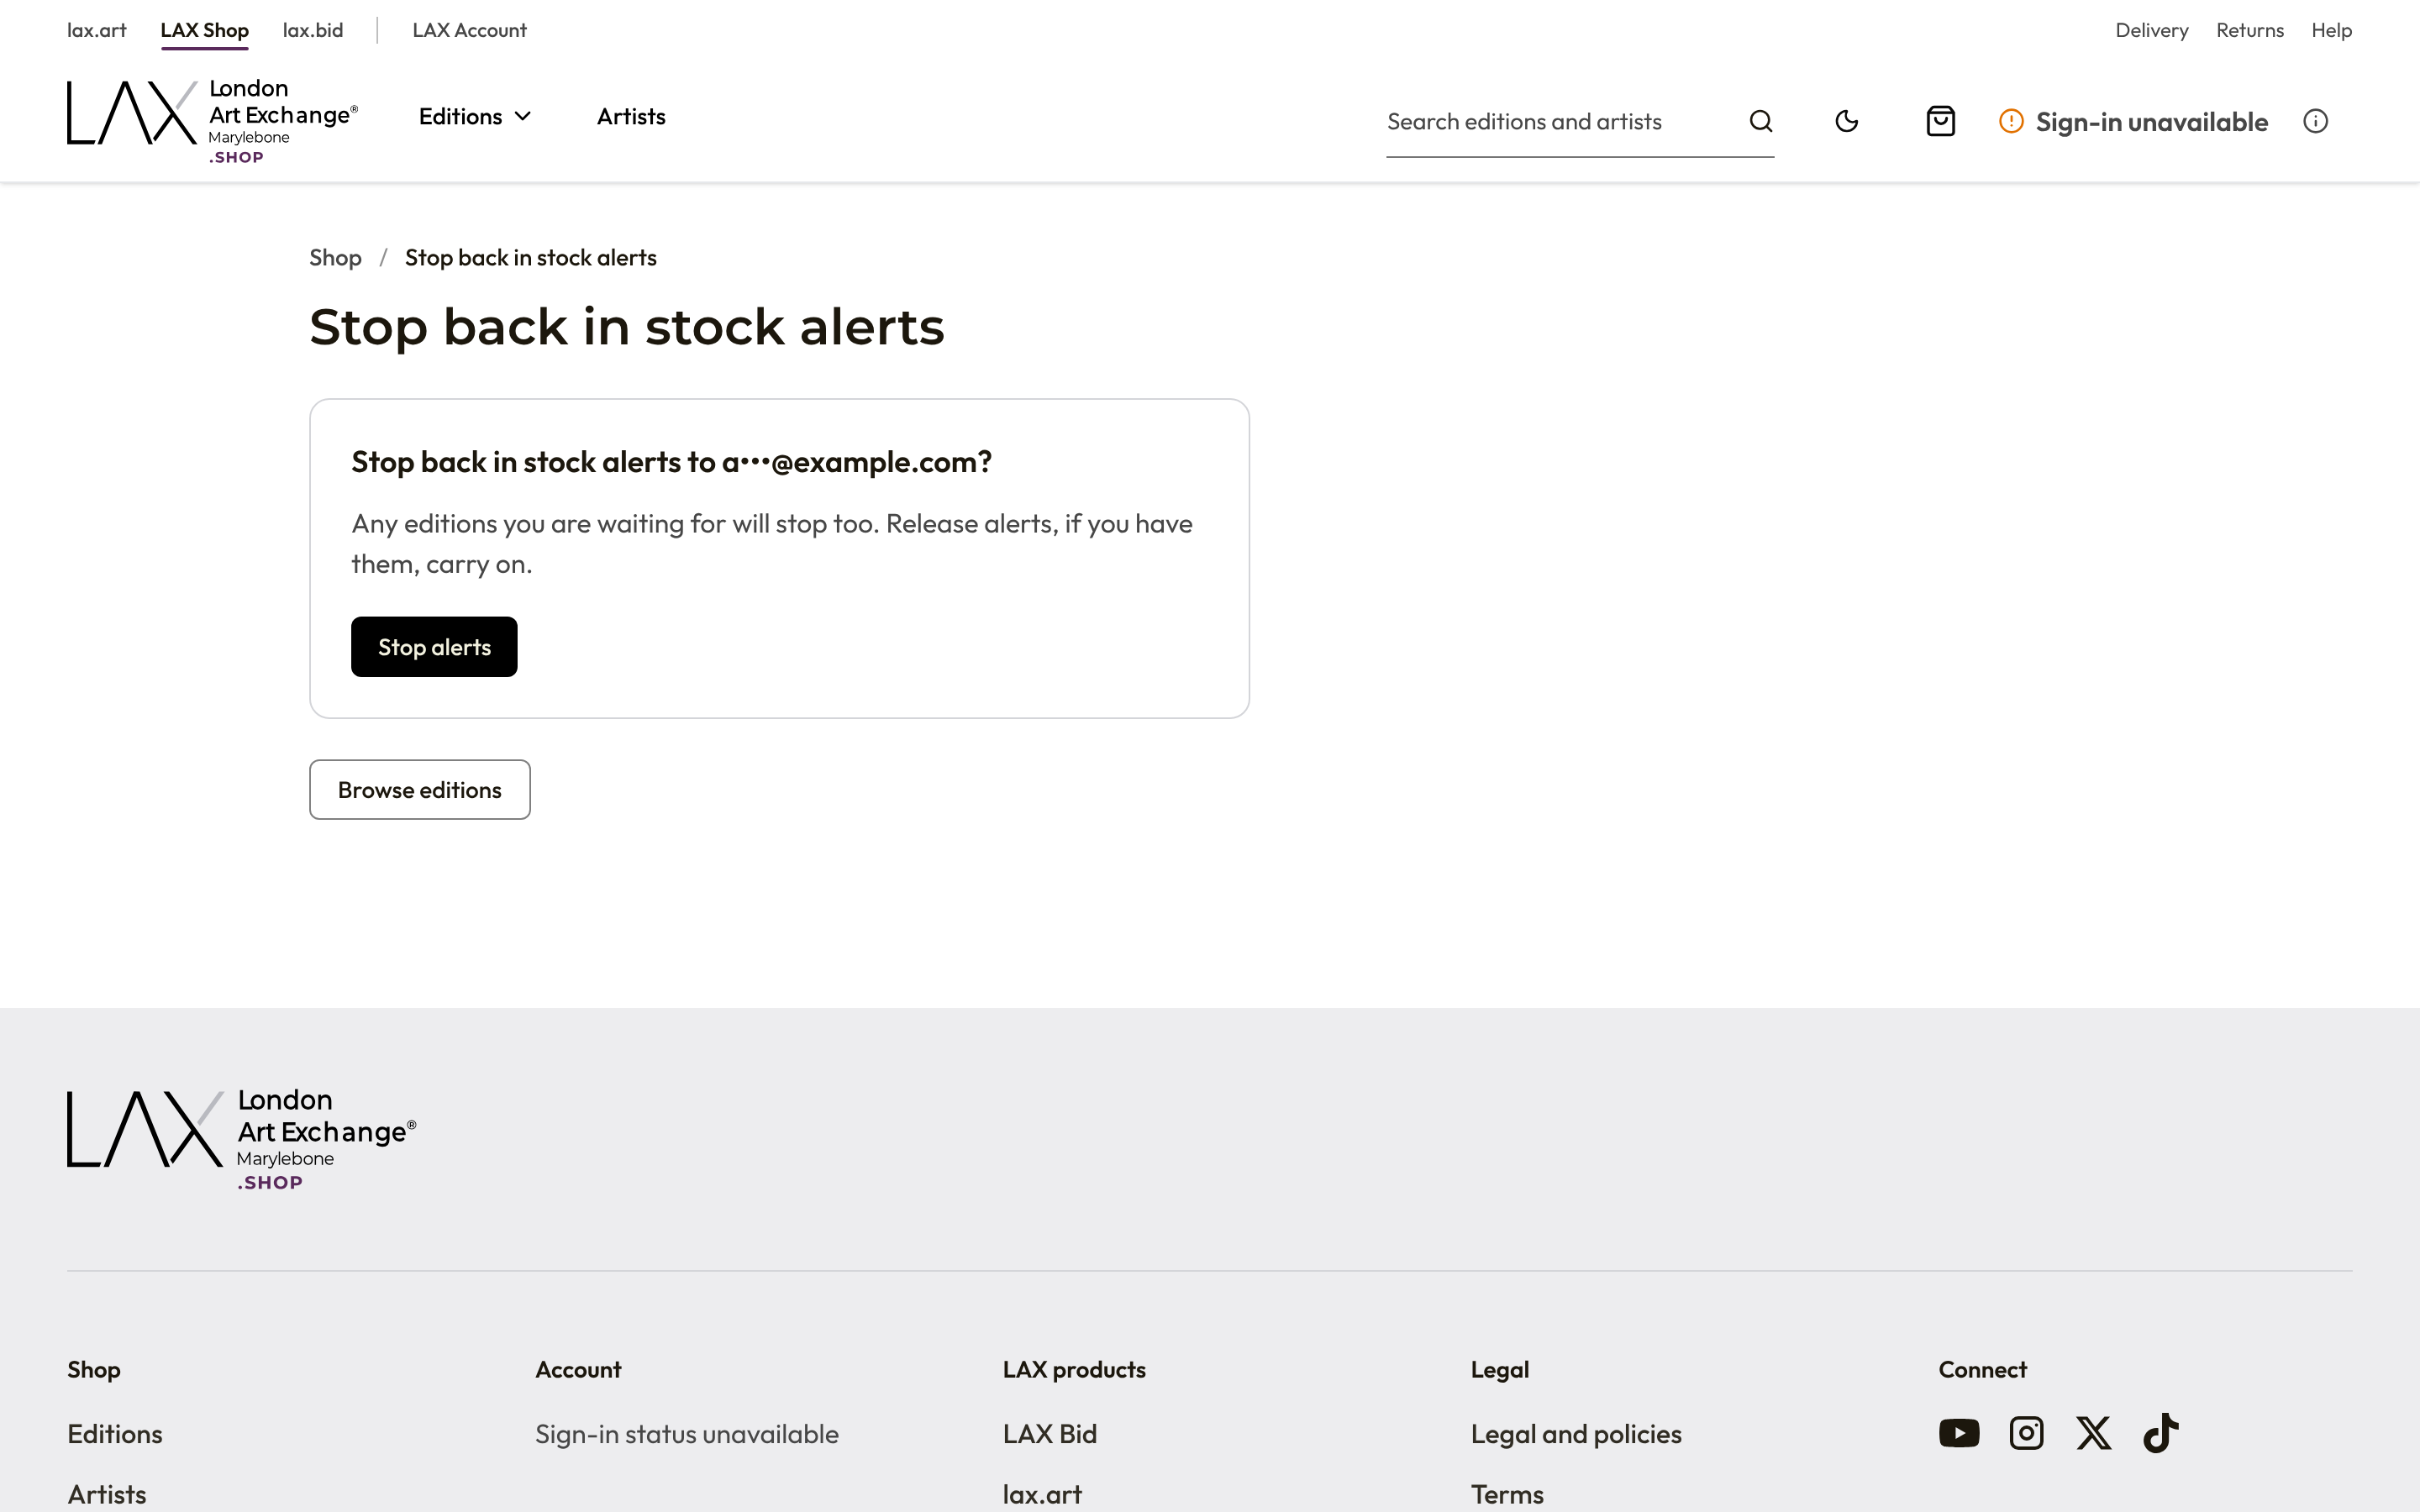 lax.art LAX Shop lax.bid LAX Account Delivery Returns Help
LAX London
Art Exchange®
Marylebone
.SHOP
Editions Artists Search editions and artists Sign-in unavailable
Shop / Stop back in stock alerts
Stop back in stock alerts
Stop back in stock alerts to a•••@example.com?
Any editions you are waiting for will stop too. Release alerts, if you have
them, carry on.
Stop alerts
Browse editions
LAX London
Art Exchange®
Marylebone
.SHOP
Shop Account LAX products Legal Connect
Editions Sign-in status unavailable LAX Bid Legal and policies
Artists lax.art Terms